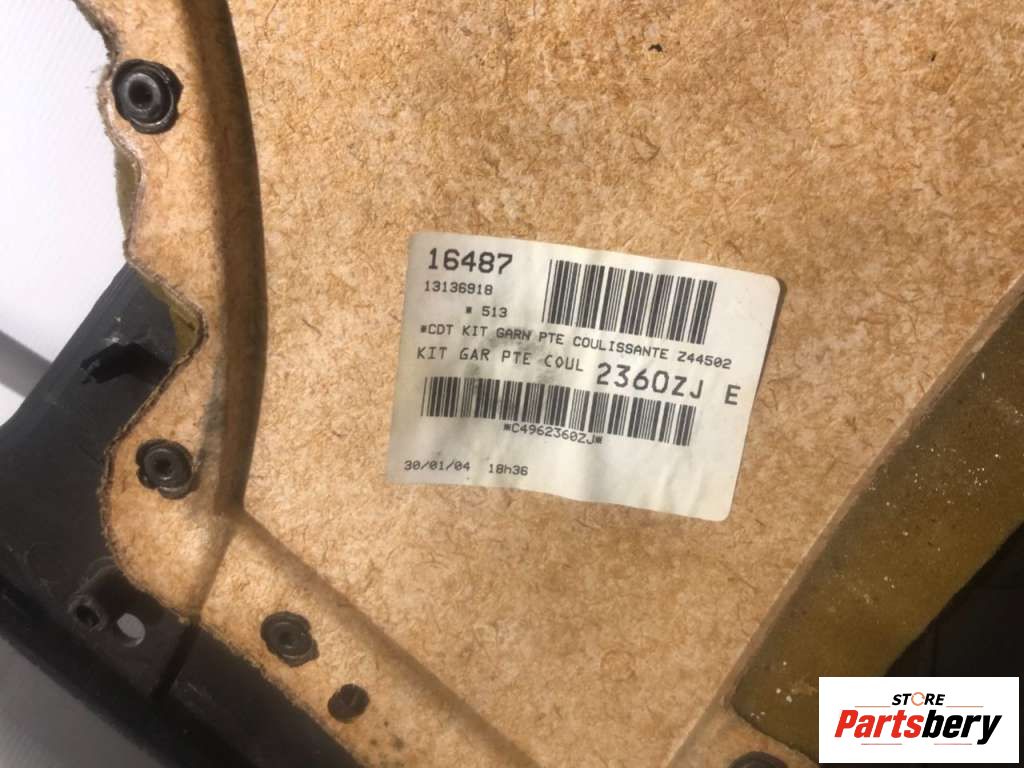 16487
13136918
* 513
*CDT KIT GARN PTE COULISSANTE Z44502
KIT GAR PTE COUL 2360ZJ E
*C4962360ZJ*
30/01/04 18h36
STORE
Partsbery